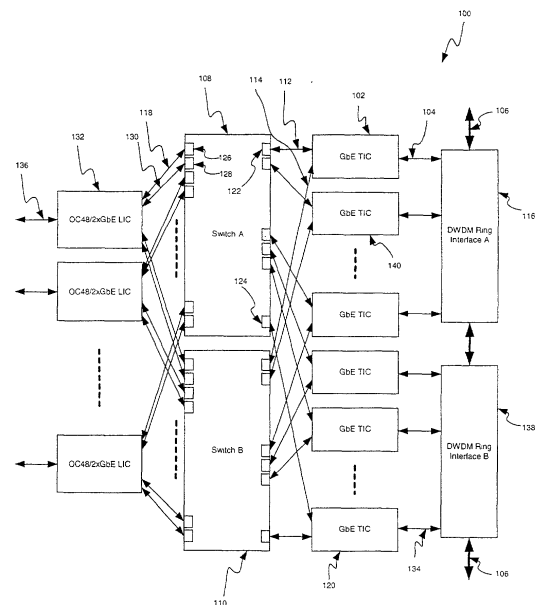 100
108
114
112
102
104
106
118
130
132
136
126
128
122
GbE TIC
OC48/2xGbE LIC
Switch A
GbE TIC
140
DWDM Ring
Interface A
116
OC48/2xGbE LIC
124
GbE TIC
GbE TIC
Switch B
GbE TIC
DWDM Ring
Interface B
138
OC48/2xGbE LIC
GbE TIC
134
110
120
106